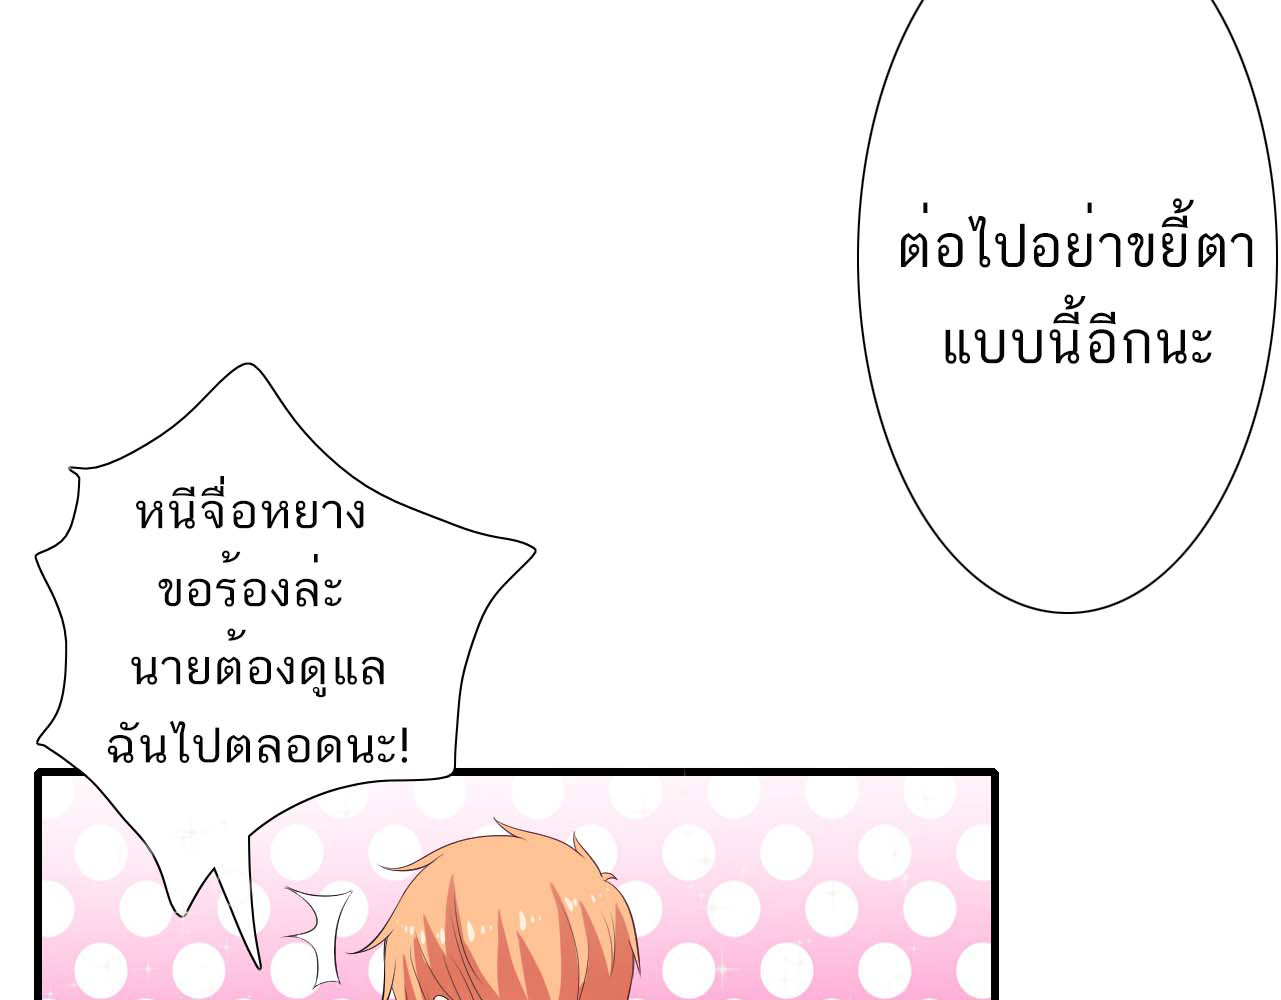 ต่อไปอย่าขยี้ตา
แบบนี้อีกนะ
หนีจื่อหยาง
ขอร้องล่ะ
นายต้องดูแล
ฉันไปตลอดนะ!